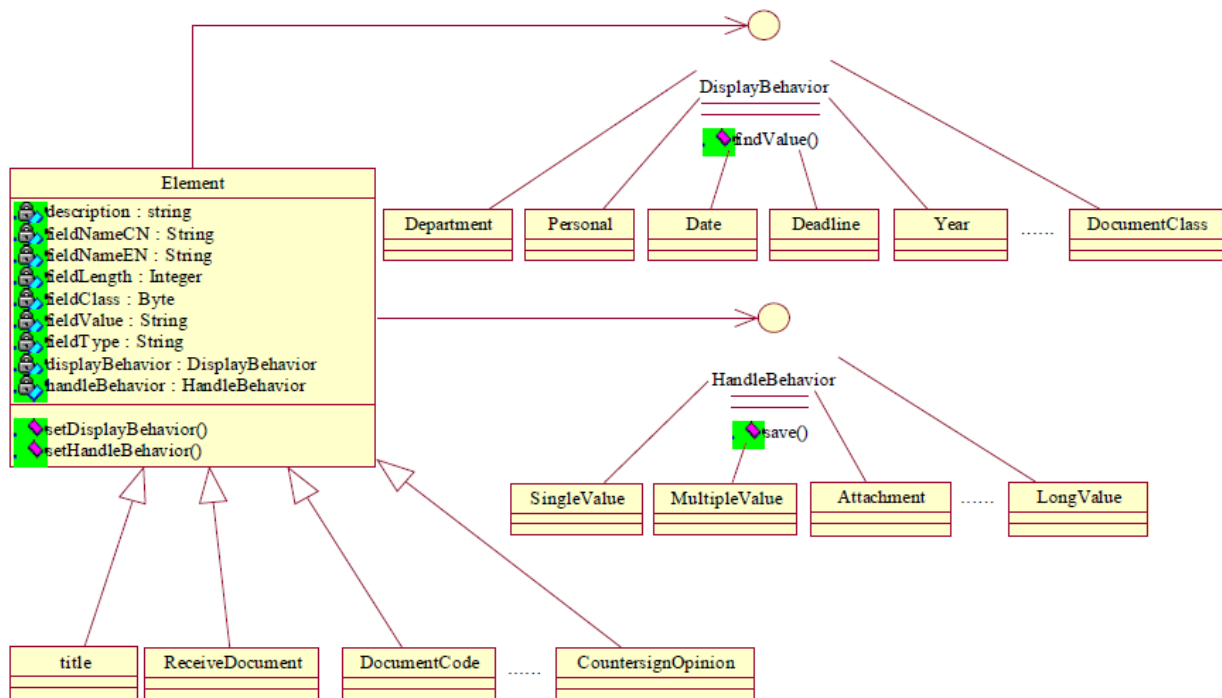 DisplayBehavior
findValue()
Element
description : string
fieldNameCN : String
fieldNameEN : String
fieldLength : Integer
fieldClass : Byte
fieldValue : String
fieldType : String
displayBehavior : DisplayBehavior
handleBehavior : HandleBehavior
setDisplayBehavior()
setHandleBehavior()
Department Personal Date Deadline Year ...... DocumentClass
HandleBehavior
save()
SingleValue MultipleValue Attachment ...... LongValue
title ReceiveDocument DocumentCode ...... CountersignOpinion